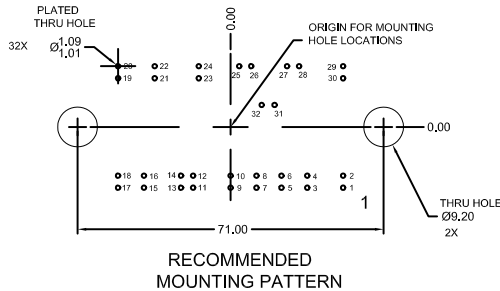 PLATED
THRU HOLE
32X Ø1.09
1.01
0.00
ORIGIN FOR MOUNTING
HOLE LOCATIONS
20 22 24 25 26 27 28 29
19 21 23 30
32 31
0.00
18 16 14 12 10 8 6 4 2
17 15 13 11 9 7 5 3 1
1
THRU HOLE
Ø9.20
2X
71.00
RECOMMENDED
MOUNTING PATTERN